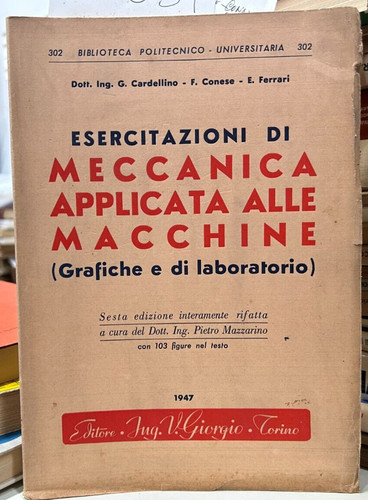 302 BIBLIOTECA POLITECNICO - UNIVERSITARIA 302
Dott. Ing. G. Cardellino - F. Conese - E. Ferrari
ESERCITAZIONI DI
MECCANICA
APPLICATA ALLE
MACCHINE
(Grafiche e di laboratorio)
Sesta edizione interamente rifatta
a cura del Dott. Ing. Pietro Mazzarino
con 103 figure nel testo
1947
Editore · Ing. V. Giorgio · Torino